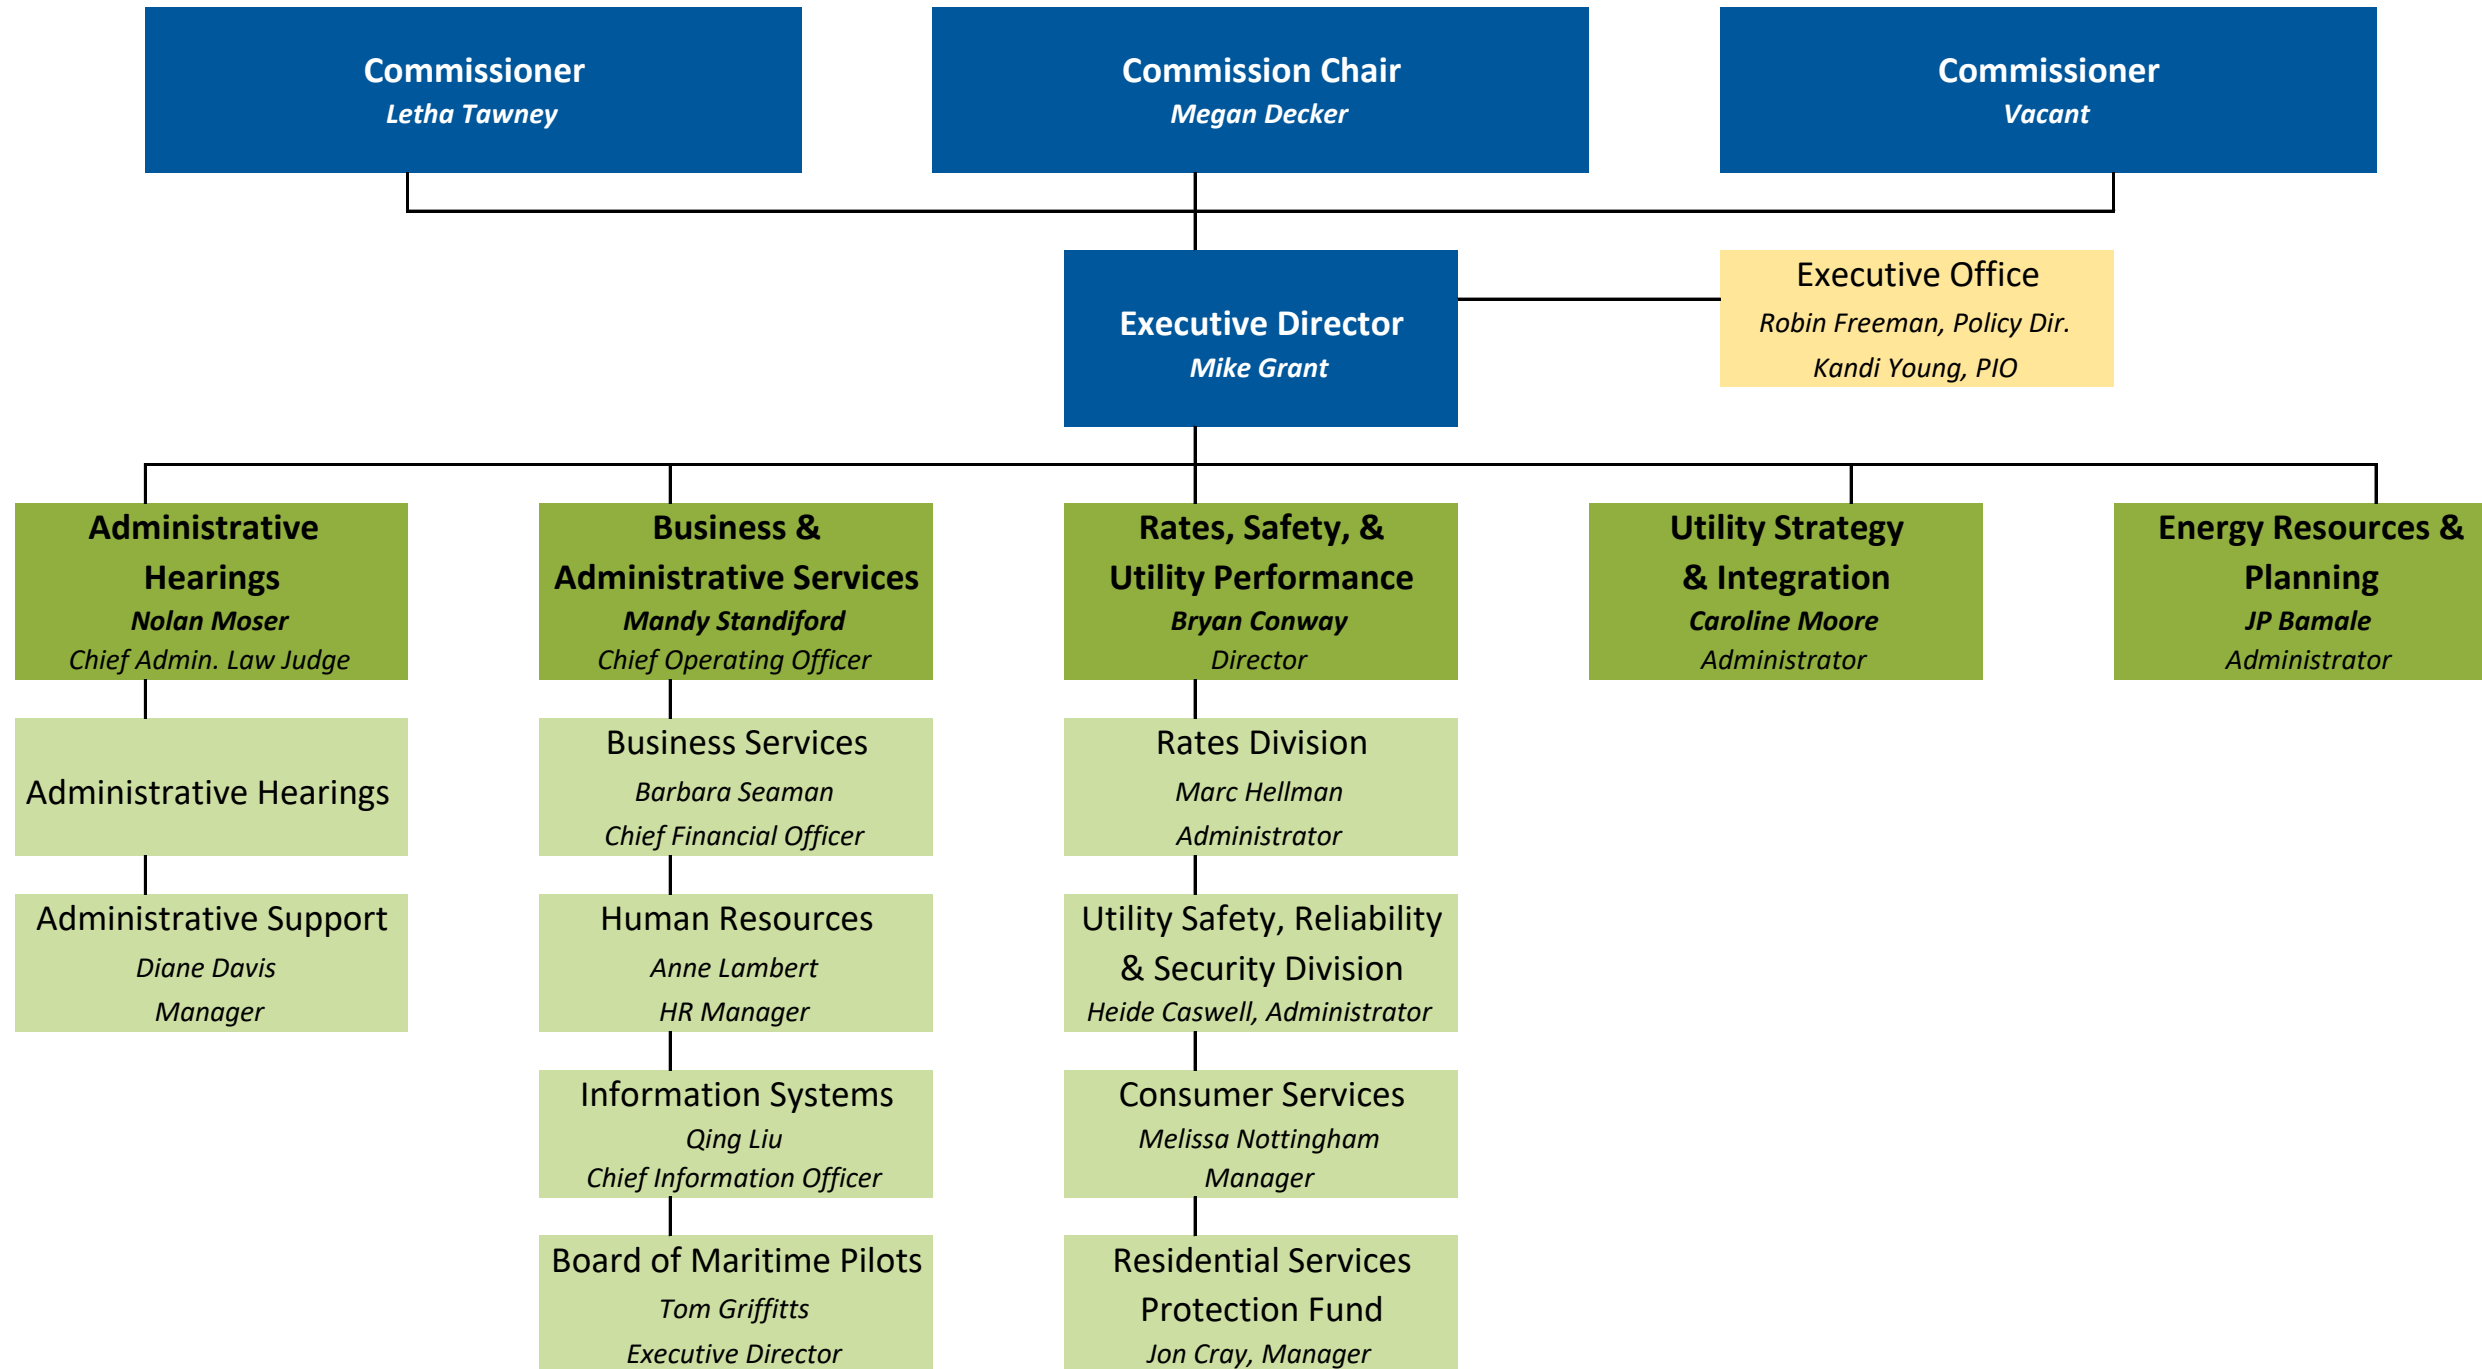 Commissioner
Letha Tawney
Commission Chair
Megan Decker
Commissioner
Vacant
Executive Director
Mike Grant
Executive Office
Robin Freeman, Policy Dir.
Kandi Young, PIO
Administrative
Hearings
Nolan Moser
Chief Admin. Law Judge
Administrative Hearings
Administrative Support
Diane Davis
Manager
Business &
Administrative Services
Mandy Standiford
Chief Operating Officer
Business Services
Barbara Seaman
Chief Financial Officer
Human Resources
Anne Lambert
HR Manager
Information Systems
Qing Liu
Chief Information Officer
Board of Maritime Pilots
Tom Griffitts
Executive Director
Rates, Safety, &
Utility Performance
Bryan Conway
Director
Rates Division
Marc Hellman
Administrator
Utility Safety, Reliability
& Security Division
Heide Caswell, Administrator
Consumer Services
Melissa Nottingham
Manager
Residential Services
Protection Fund
Jon Cray, Manager
Utility Strategy
& Integration
Caroline Moore
Administrator
Energy Resources &
Planning
JP Bamale
Administrator